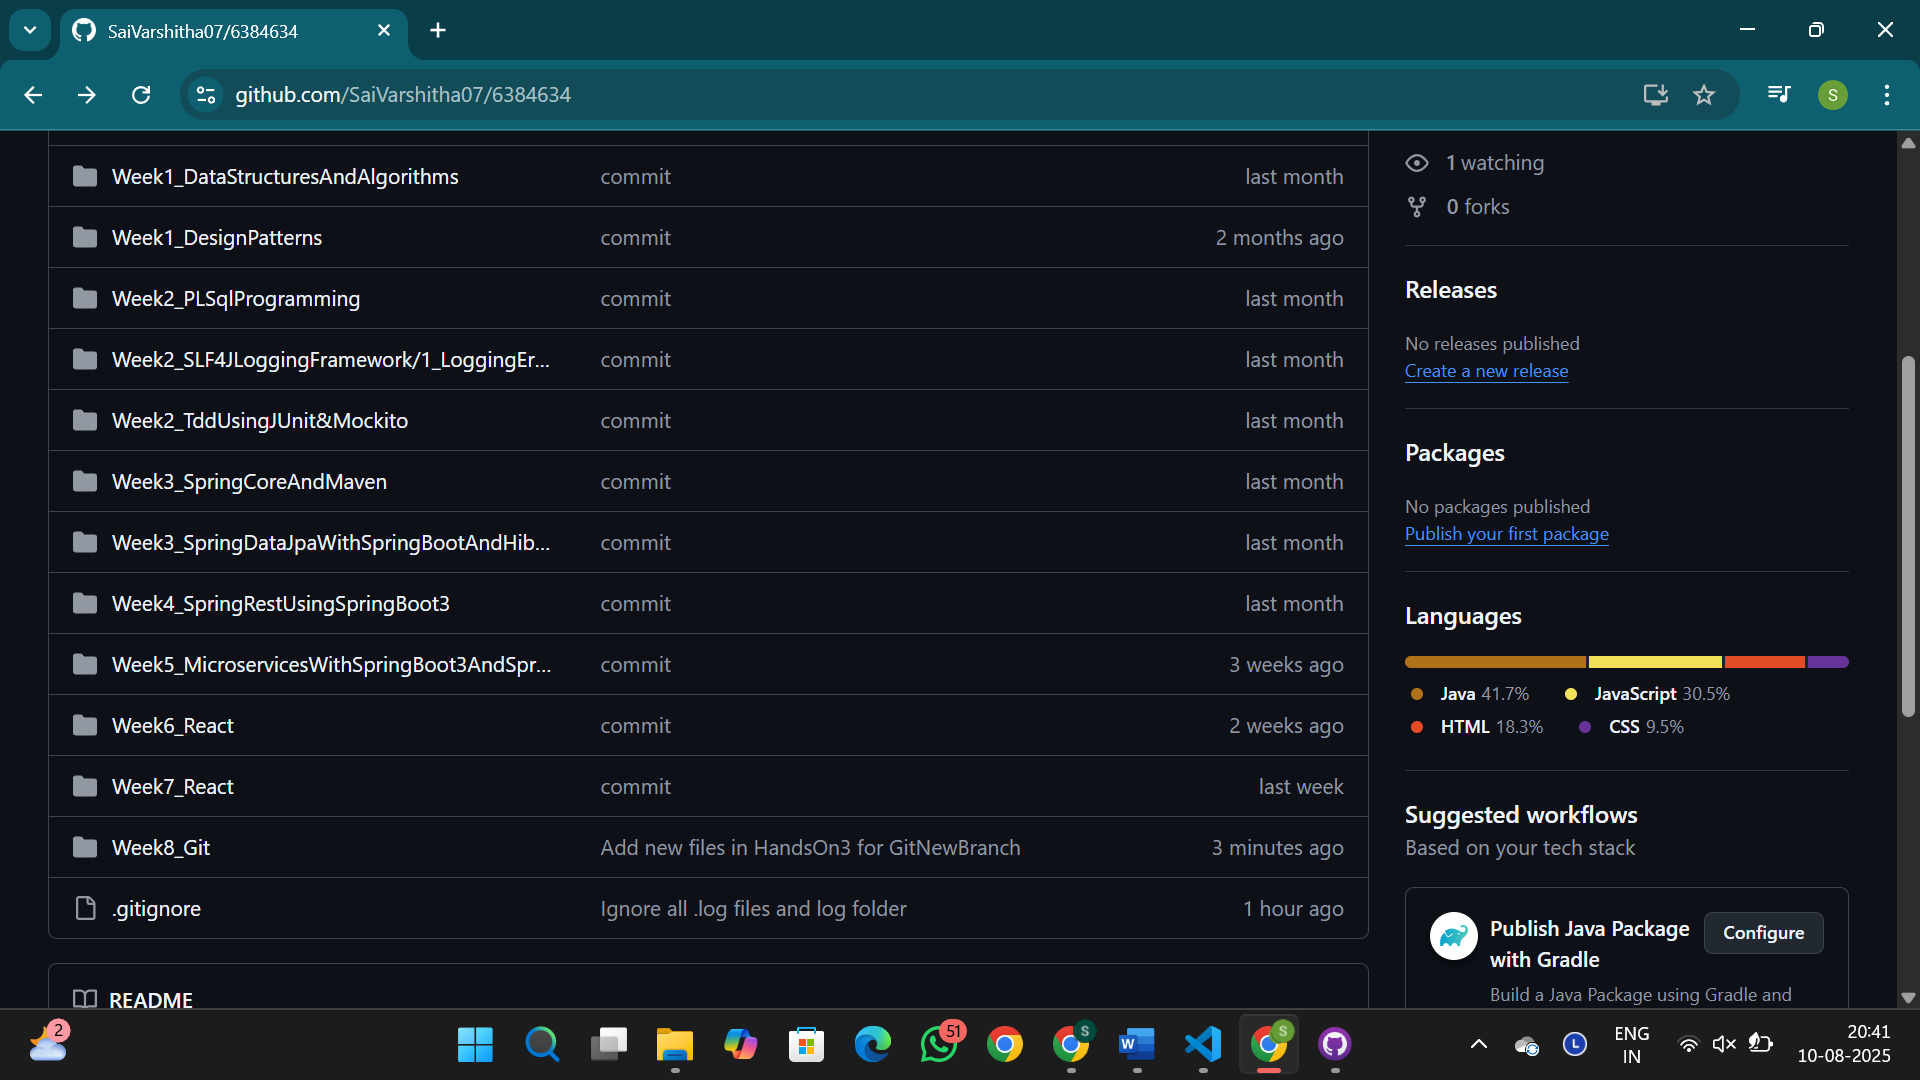 SaiVarshitha07/6384634
github.com/SaiVarshitha07/6384634
S
Week1_DataStructuresAndAlgorithms commit last month
Week1_DesignPatterns commit 2 months ago
Week2_PLSqlProgramming commit last month
Week2_SLF4JLoggingFramework/1_LoggingEr... commit last month
Week2_TddUsingJUnit&Mockito commit last month
Week3_SpringCoreAndMaven commit last month
Week3_SpringDataJpaWithSpringBootAndHib... commit last month
Week4_SpringRestUsingSpringBoot3 commit last month
Week5_MicroservicesWithSpringBoot3AndSpr... commit 3 weeks ago
Week6_React commit 2 weeks ago
Week7_React commit last week
Week8_Git Add new files in HandsOn3 for GitNewBranch 3 minutes ago
.gitignore Ignore all .log files and log folder 1 hour ago
README
1 watching
0 forks
Releases
No releases published
Create a new release
Packages
No packages published
Publish your first package
Languages
Java 41.7% JavaScript 30.5%
HTML 18.3% CSS 9.5%
Suggested workflows
Based on your tech stack
Publish Java Package
with Gradle
Configure
Build a Java Package using Gradle and
2
51
S
W
S
L
ENG
IN
20:41
10-08-2025